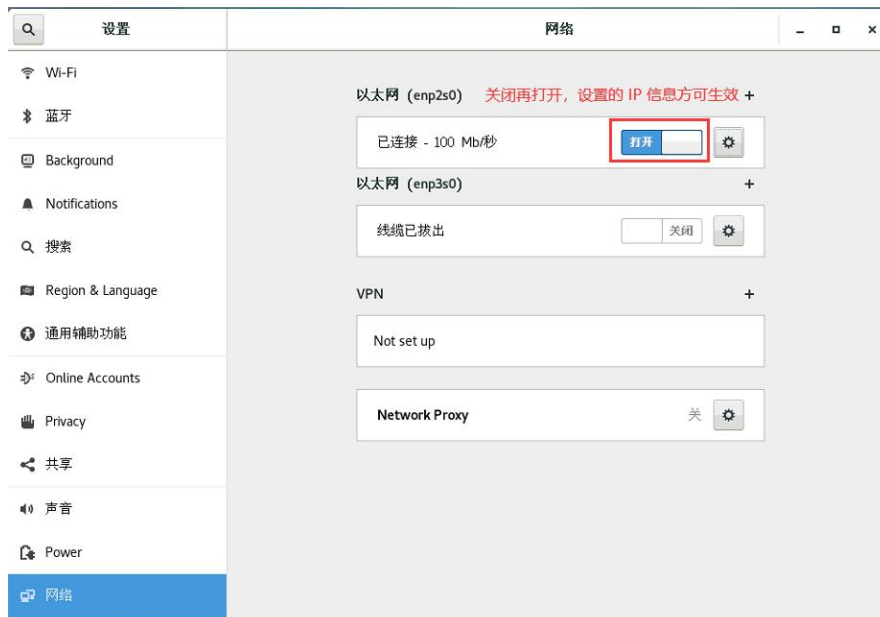 设置
网络
Wi-Fi
蓝牙
Background
Notifications
搜索
Region & Language
通用辅助功能
Online Accounts
Privacy
共享
声音
Power
网络
以太网 (enp2s0) 关闭再打开，设置的 IP 信息方可生效 +
已连接 - 100 Mb/秒 打开
以太网 (enp3s0) +
线缆已拔出 关闭
VPN +
Not set up
Network Proxy 关